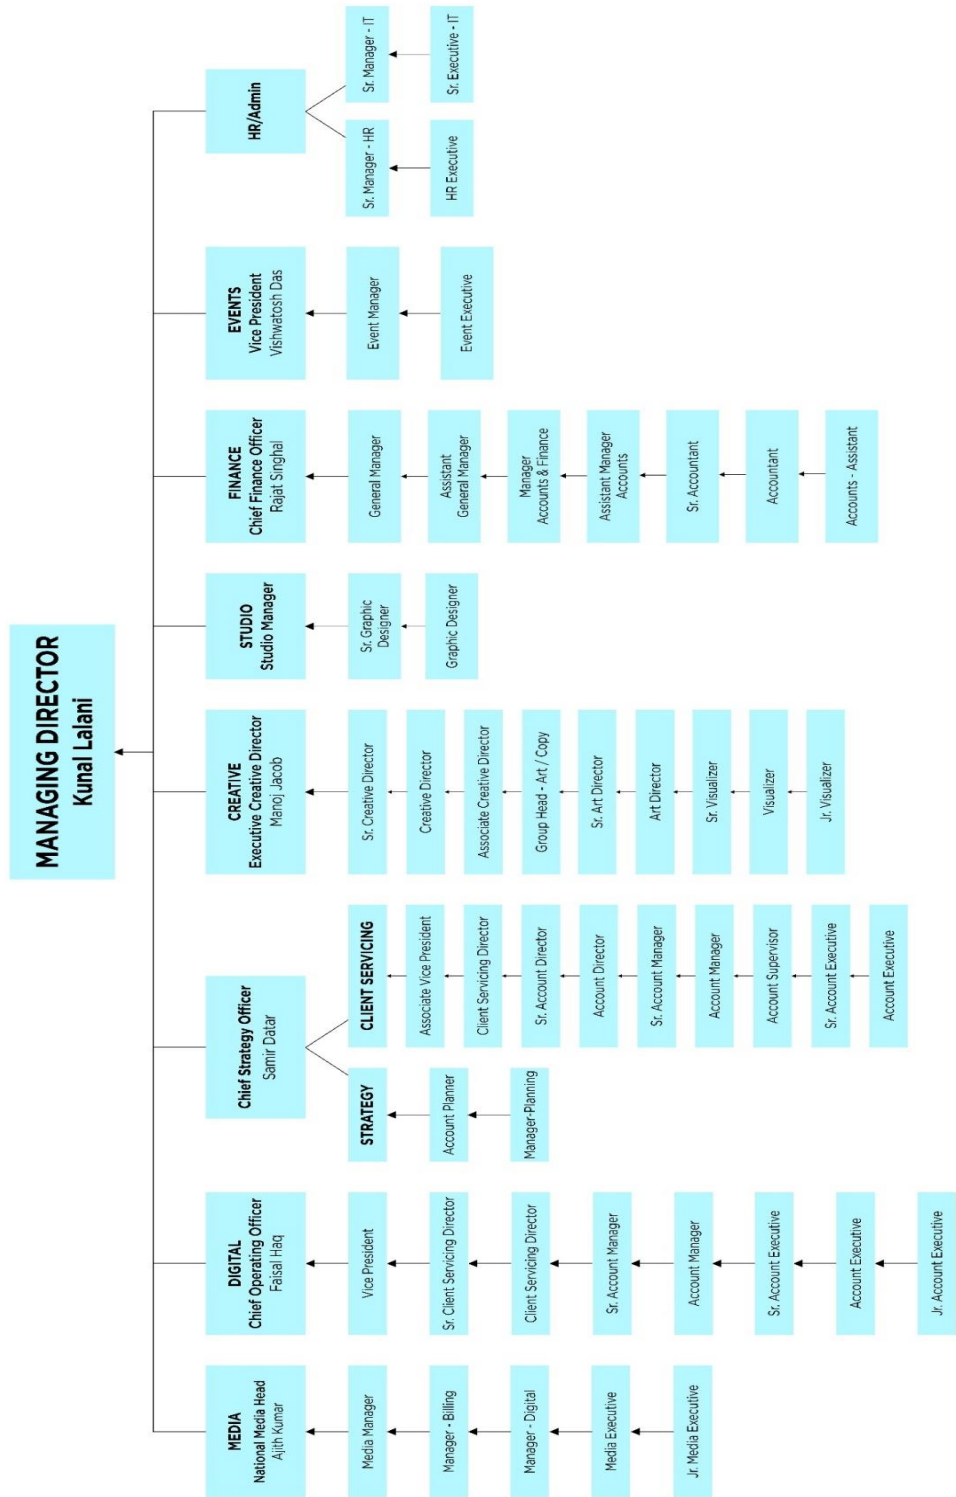 MANAGING DIRECTOR
Kunal Lalani
MEDIA
National Media Head
Ajith Kumar
Media Manager
Manager - Billing
Manager - Digital
Media Executive
Jr. Media Executive
DIGITAL
Chief Operating Officer
Faisal Haq
Vice President
Sr. Client Servicing Director
Client Servicing Director
Sr. Account Manager
Account Manager
Sr. Account Executive
Account Executive
Jr. Account Executive
Chief Strategy Officer
Samir Datar
STRATEGY
Account Planner
Manager-Planning
CLIENT SERVICING
Associate Vice President
Client Servicing Director
Sr. Account Director
Account Director
Sr. Account Manager
Account Manager
Account Supervisor
Sr. Account Executive
Account Executive
CREATIVE
Executive Creative Director
Manoj Jacob
Sr. Creative Director
Creative Director
Associate Creative Director
Group Head - Art / Copy
Sr. Art Director
Art Director
Sr. Visualizer
Visualizer
Jr. Visualizer
STUDIO
Studio Manager
Sr. Graphic
Designer
Graphic Designer
FINANCE
Chief Finance Officer
Rajat Singhal
General Manager
Assistant
General Manager
Manager
Accounts & Finance
Assistant Manager
Accounts
Sr. Accountant
Accountant
Accounts - Assistant
EVENTS
Vice President
Vishwatosh Das
Event Manager
Event Executive
HR/Admin
Sr. Manager - HR
HR Executive
Sr. Manager - IT
Sr. Executive - IT